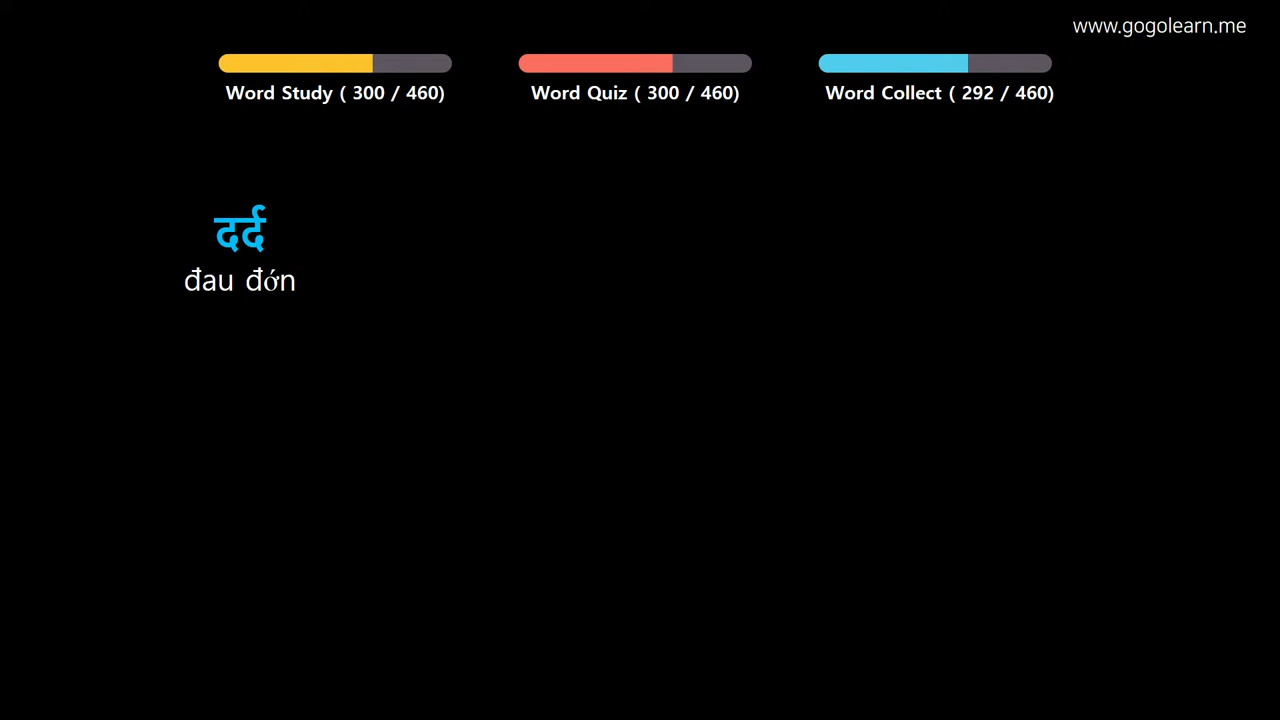 www.gogolearn.me
Word Study ( 300 / 460)
Word Quiz ( 300 / 460)
Word Collect ( 292 / 460)
दर्द
đau đớn